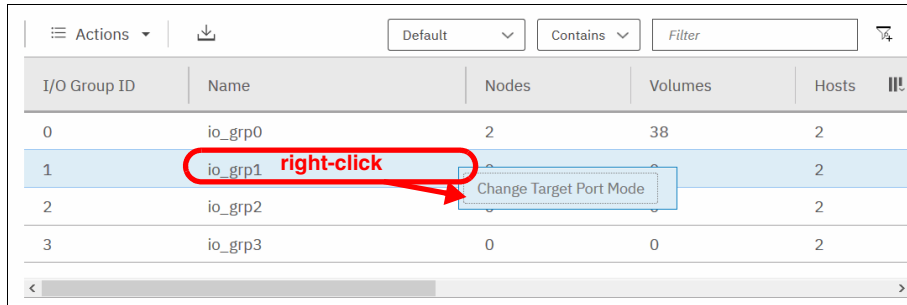 Actions Default Contains Filter
I/O Group ID Name Nodes Volumes Hosts
0 io_grp0 2 38 2
1 io_grp1 right-click 2
Change Target Port Mode
2 io_grp2 2
3 io_grp3 0 0 2